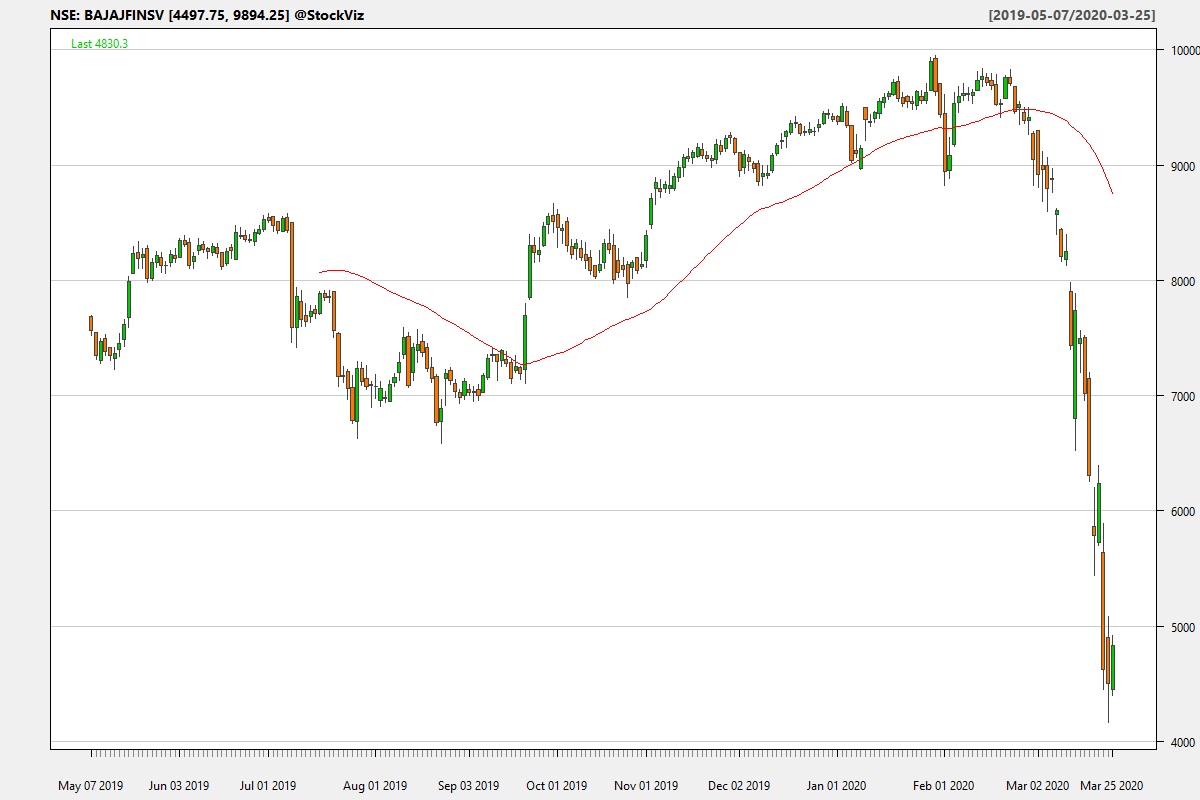 NSE: BAJAJFINSV [4497.75, 9894.25] @StockViz
[2019-05-07/2020-03-25]
Last 4830.3
10000
9000
8000
7000
6000
5000
4000
May 07 2019 Jun 03 2019 Jul 01 2019 Aug 01 2019 Sep 03 2019 Oct 01 2019 Nov 01 2019 Dec 02 2019 Jan 01 2020 Feb 01 2020 Mar 02 2020 Mar 25 2020